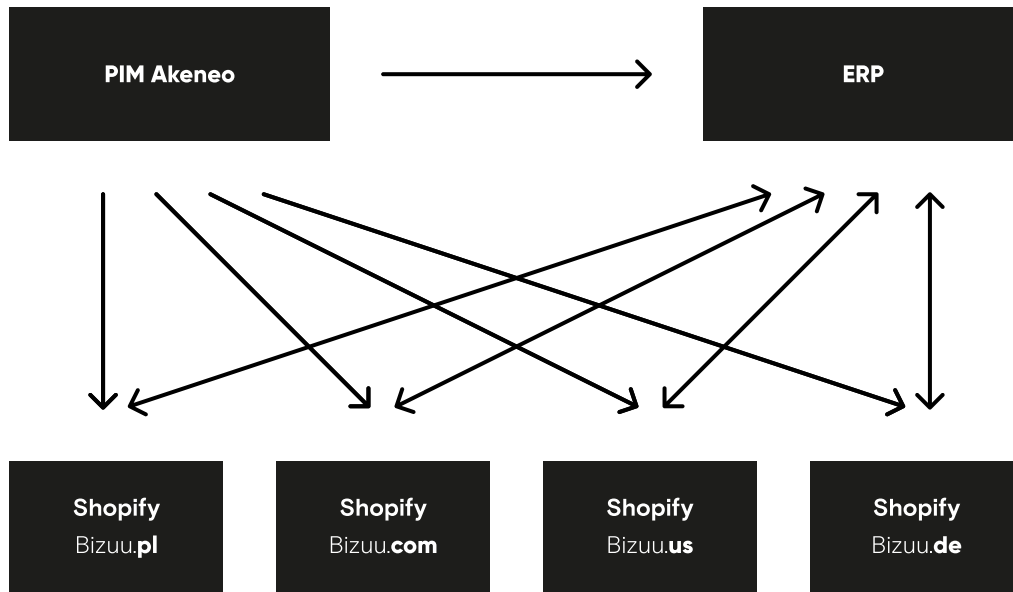 PIM Akeneo
ERP
Shopify
Bizuu.pl
Shopify
Bizuu.com
Shopify
Bizuu.us
Shopify
Bizuu.de